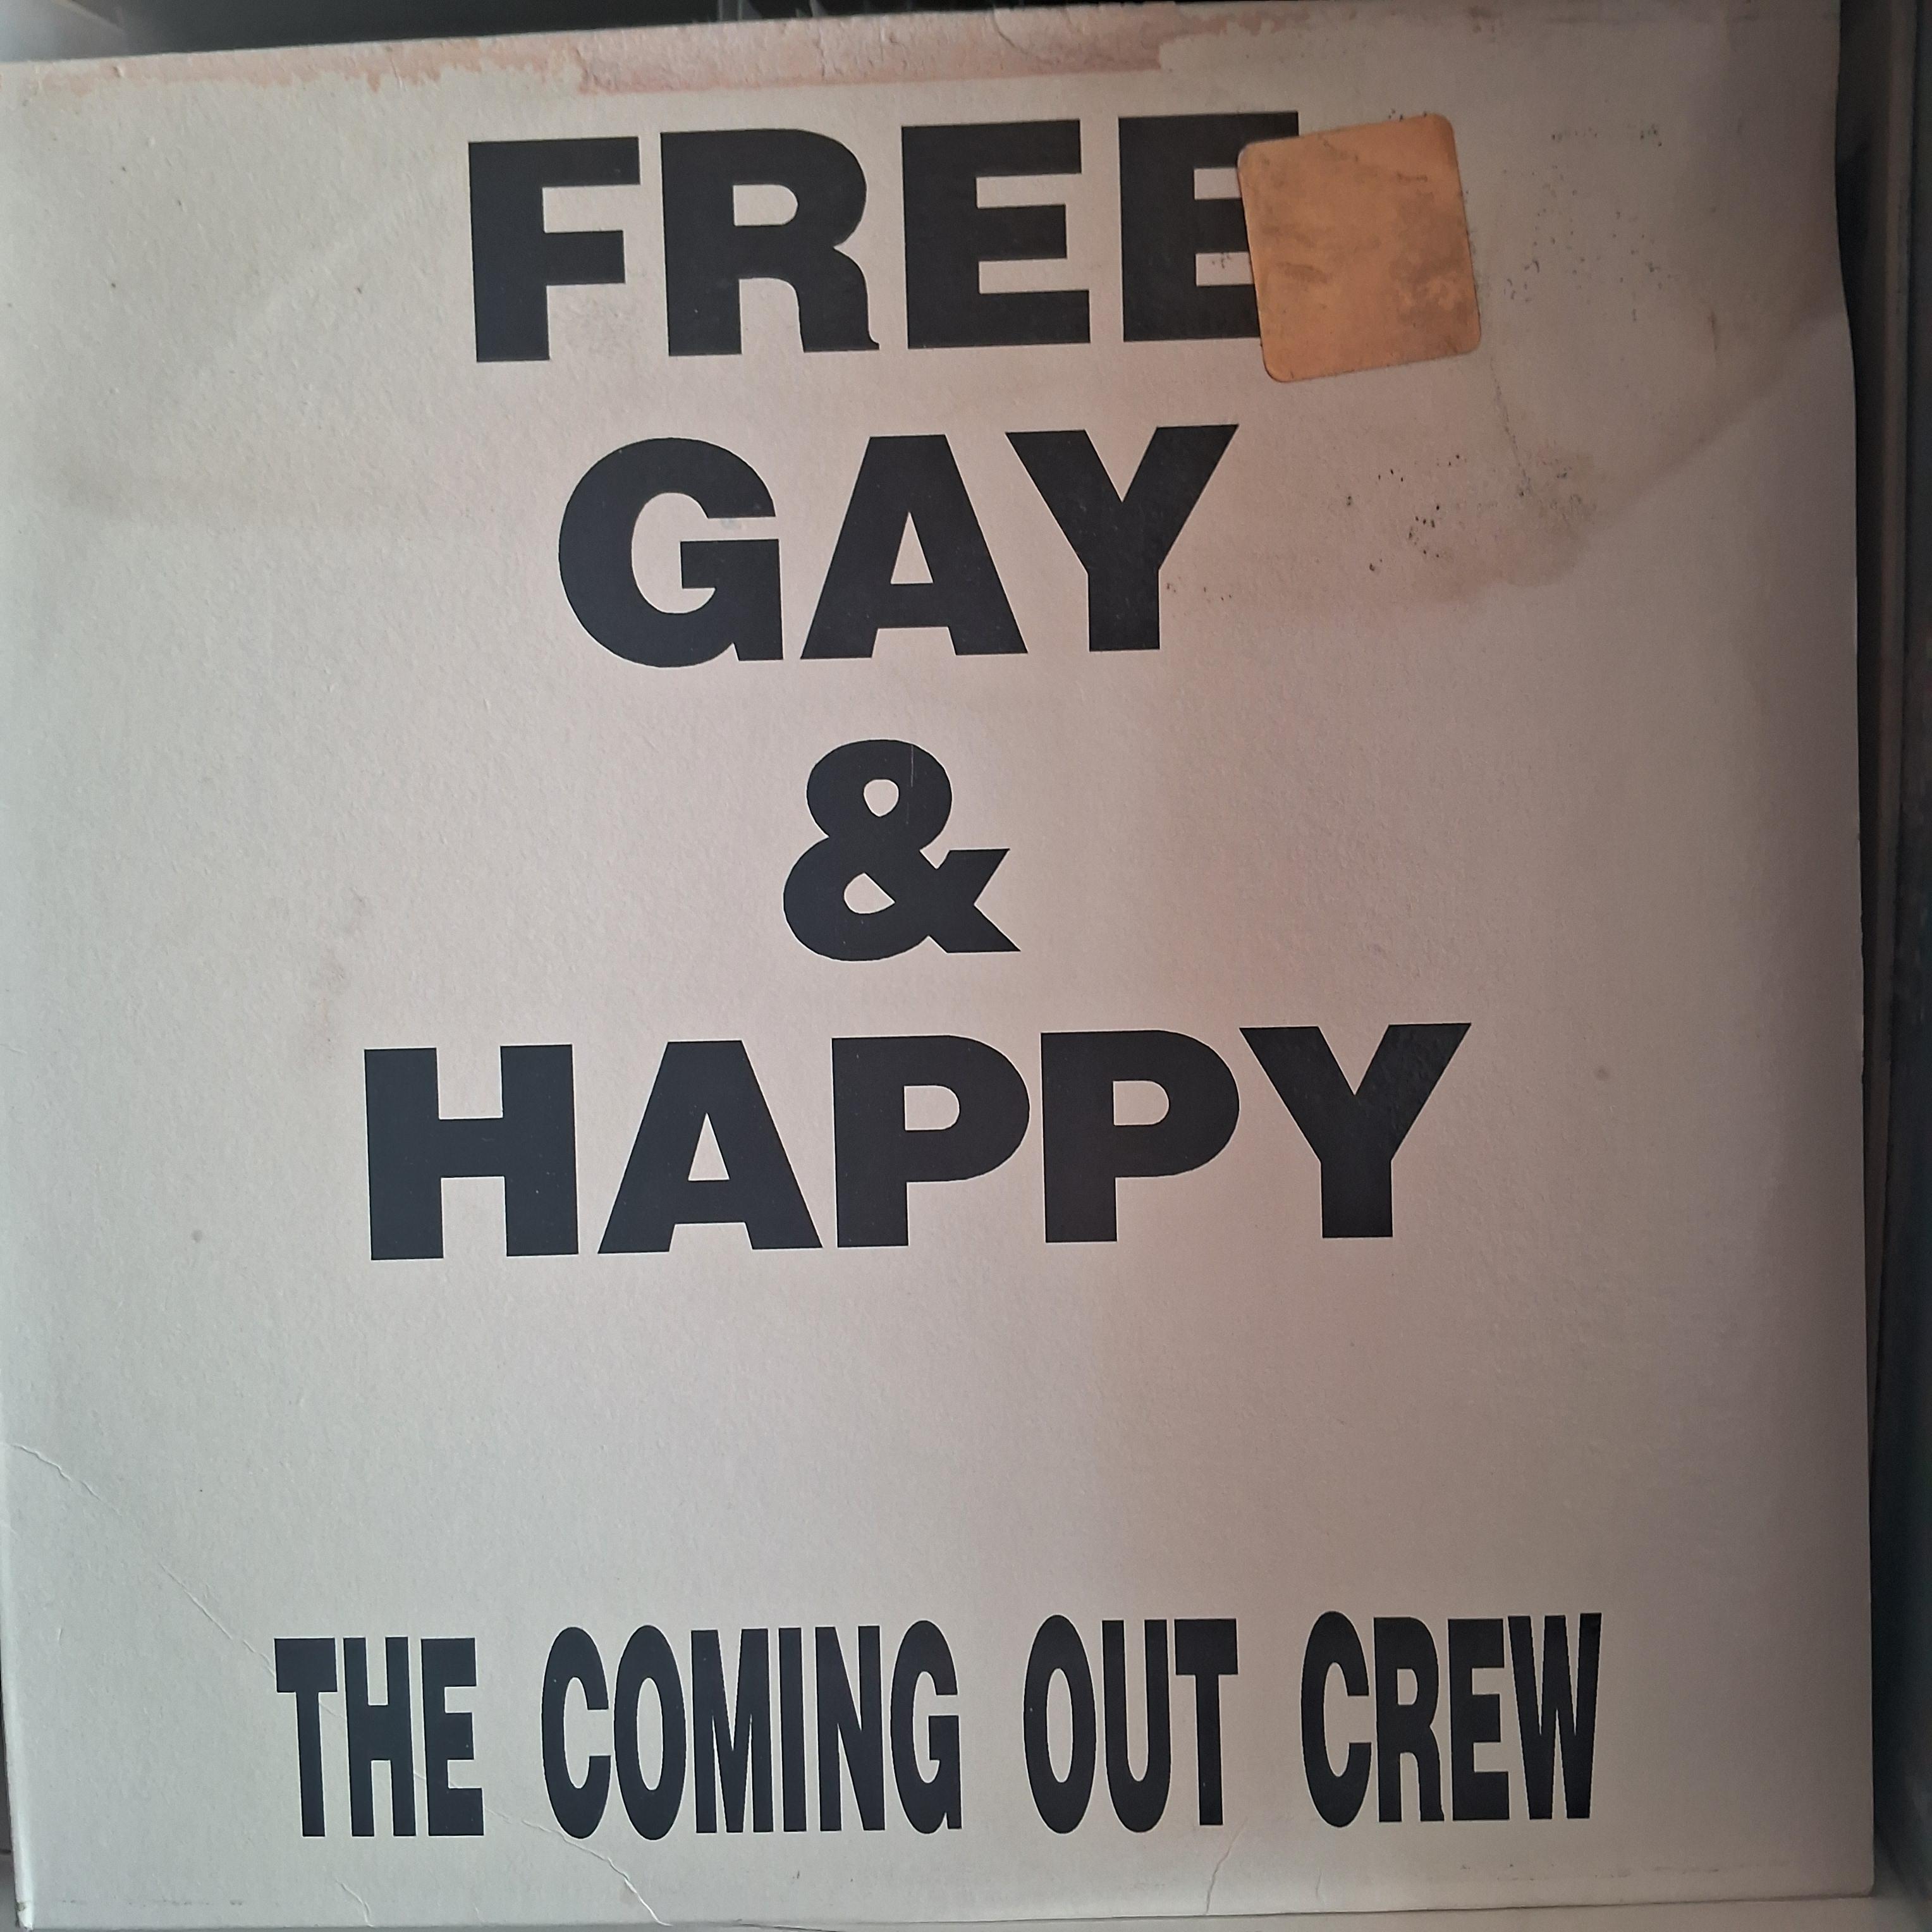 FREE
GAY
&
HAPPY
THE COMING OUT CREW